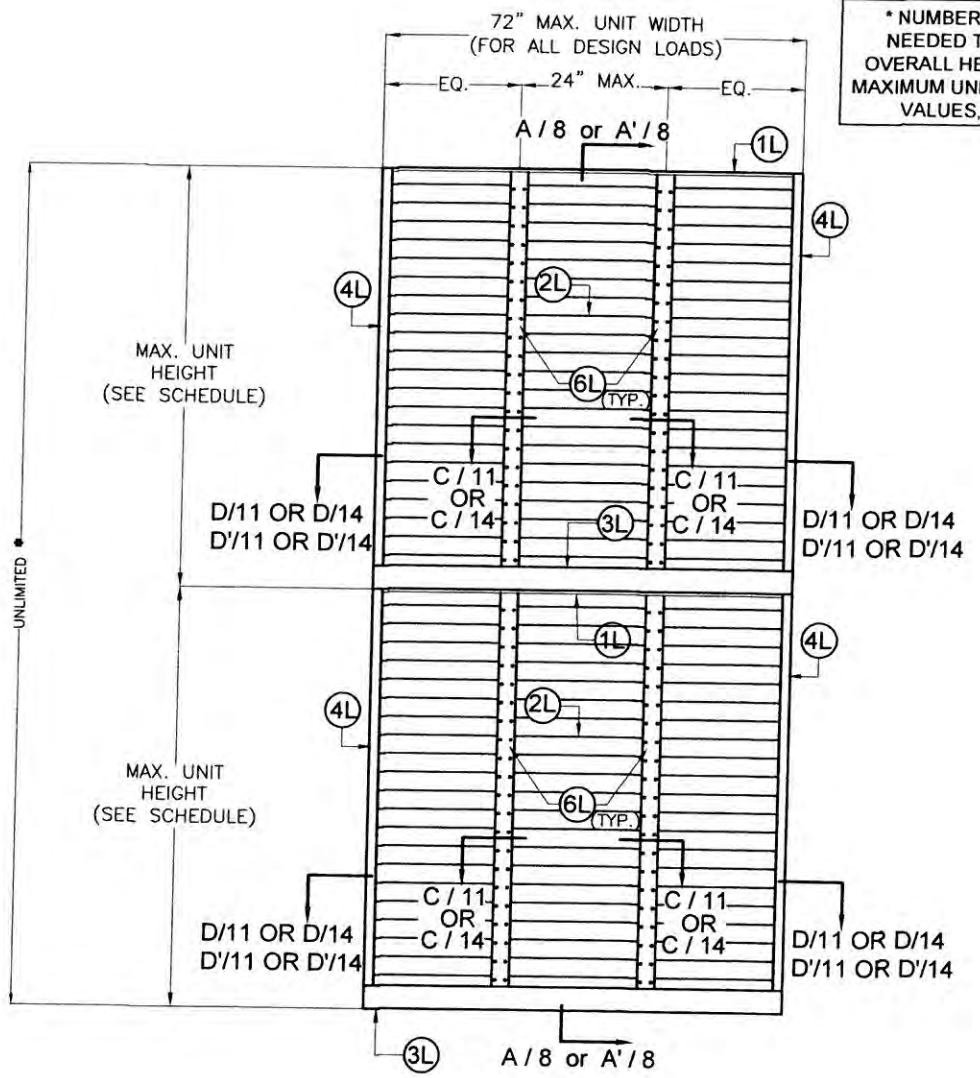 72" MAX. UNIT WIDTH
(FOR ALL DESIGN LOADS)
* NUMBER
NEEDED T
OVERALL HE
MAXIMUM UNI
VALUES,
EQ.
24" MAX.
EQ.
A / 8 or A' / 8
1L
4L
4L
2L
MAX. UNIT
HEIGHT
(SEE SCHEDULE)
6L
(TYP.)
C / 11
OR
C / 14
C / 11
OR
C / 14
D/11 OR D/14
D'/11 OR D'/14
D/11 OR D/14
D'/11 OR D'/14
3L
UNLIMITED *
1L
4L
4L
2L
MAX. UNIT
HEIGHT
(SEE SCHEDULE)
6L
(TYP.)
C / 11
OR
C / 14
C / 11
OR
C / 14
D/11 OR D/14
D'/11 OR D'/14
D/11 OR D/14
D'/11 OR D'/14
3L
A / 8 or A' / 8